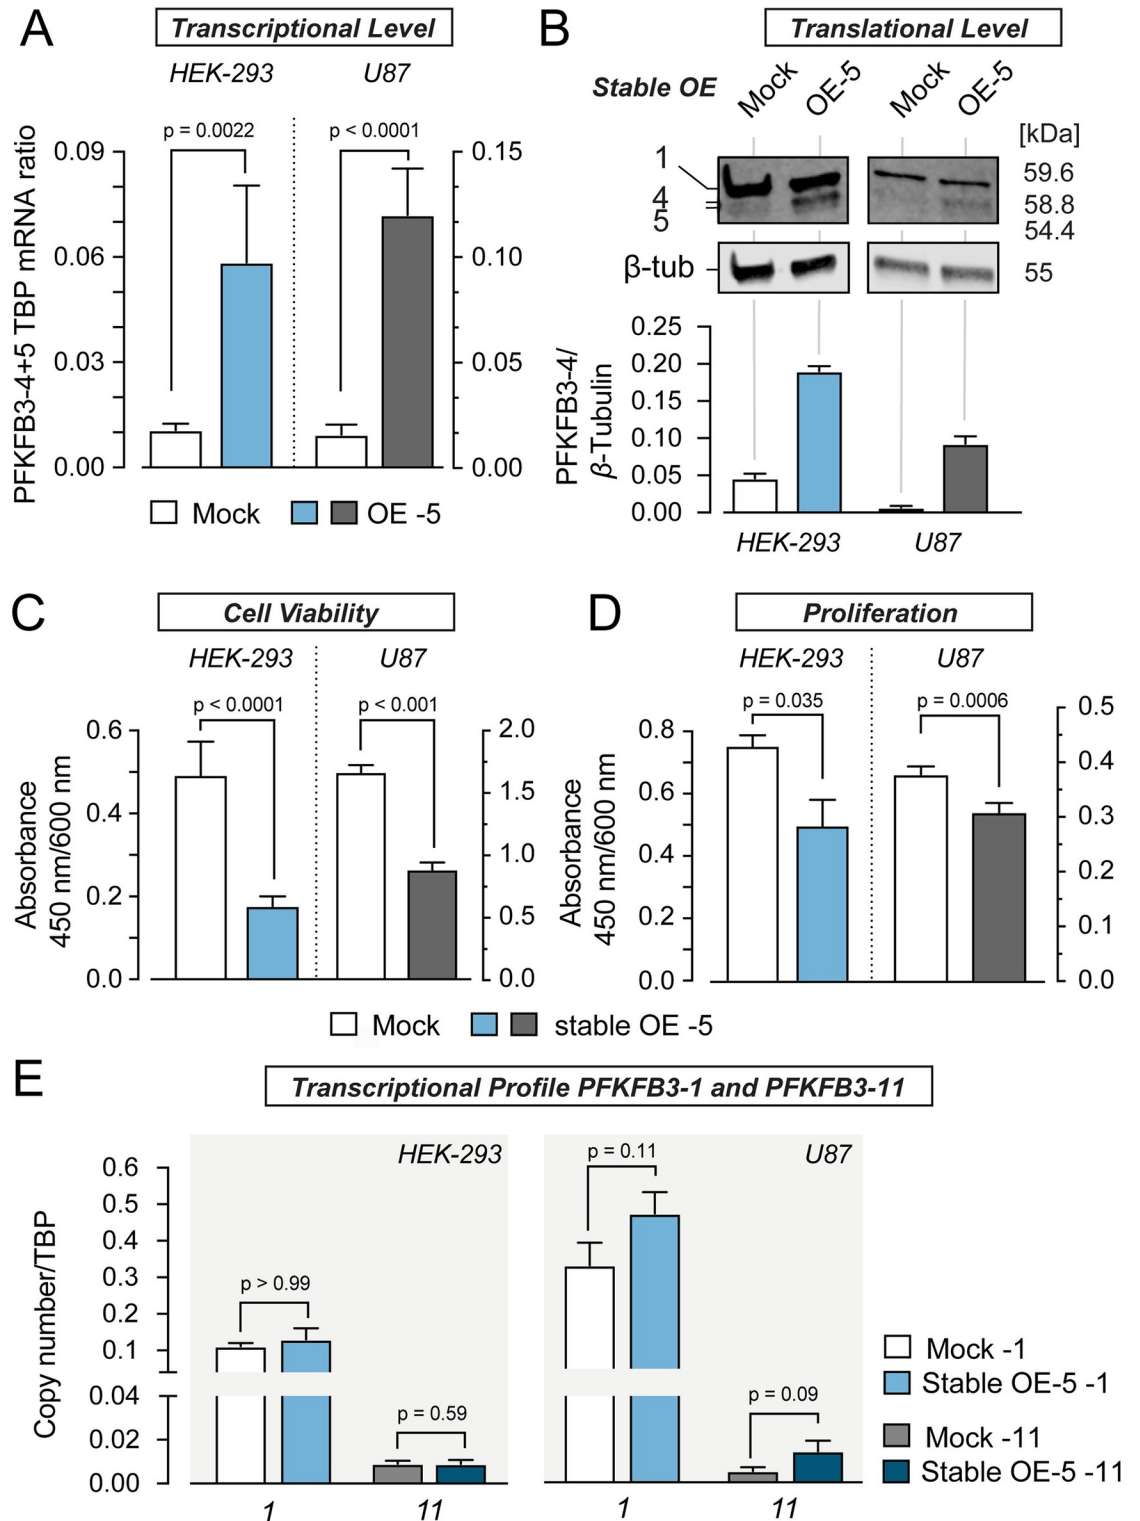 A
Transcriptional Level
HEK-293
U87
p = 0.0022
p < 0.0001
PFKFB3-4+5 TBP mRNA ratio
0.09
0.06
0.03
0.00
0.15
0.10
0.05
0.00
Mock
OE -5
B
Translational Level
Stable OE
Mock
OE-5
Mock
OE-5
[kDa]
1
4
5
59.6
58.8
54.4
β-tub
55
PFKFB3-4/
β-Tubulin
0.25
0.20
0.15
0.10
0.05
0.00
HEK-293
U87
C
Cell Viability
HEK-293
U87
p < 0.0001
p < 0.001
Absorbance
450 nm/600 nm
0.6
0.4
0.2
0.0
2.0
1.5
1.0
0.5
0.0
D
Proliferation
HEK-293
U87
p = 0.035
p = 0.0006
Absorbance
450 nm/600 nm
0.8
0.6
0.4
0.2
0.0
0.5
0.4
0.3
0.2
0.1
0.0
Mock
stable OE -5
E
Transcriptional Profile PFKFB3-1 and PFKFB3-11
HEK-293
U87
Copy number/TBP
0.6
0.5
0.4
0.3
0.2
0.1
0.04
0.02
0.00
p > 0.99
p = 0.59
p = 0.11
p = 0.09
1
11
1
11
Mock -1
Stable OE-5 -1
Mock -11
Stable OE-5 -11